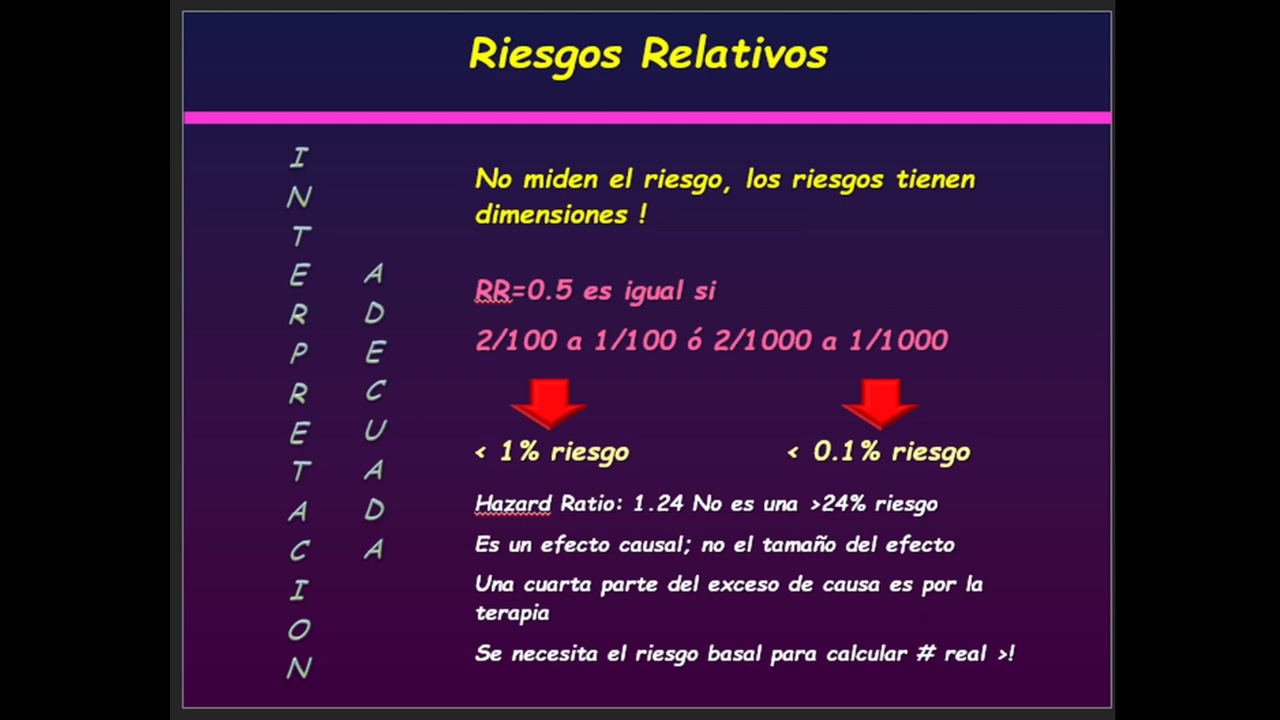 Riesgos Relativos
INTERPRETACION
ADECUADA
No miden el riesgo, los riesgos tienen
dimensiones !
RR=0.5 es igual si
2/100 a 1/100 ó 2/1000 a 1/1000
< 1% riesgo
< 0.1% riesgo
Hazard Ratio: 1.24 No es una >24% riesgo
Es un efecto causal; no el tamaño del efecto
Una cuarta parte del exceso de causa es por la
terapia
Se necesita el riesgo basal para calcular # real >!